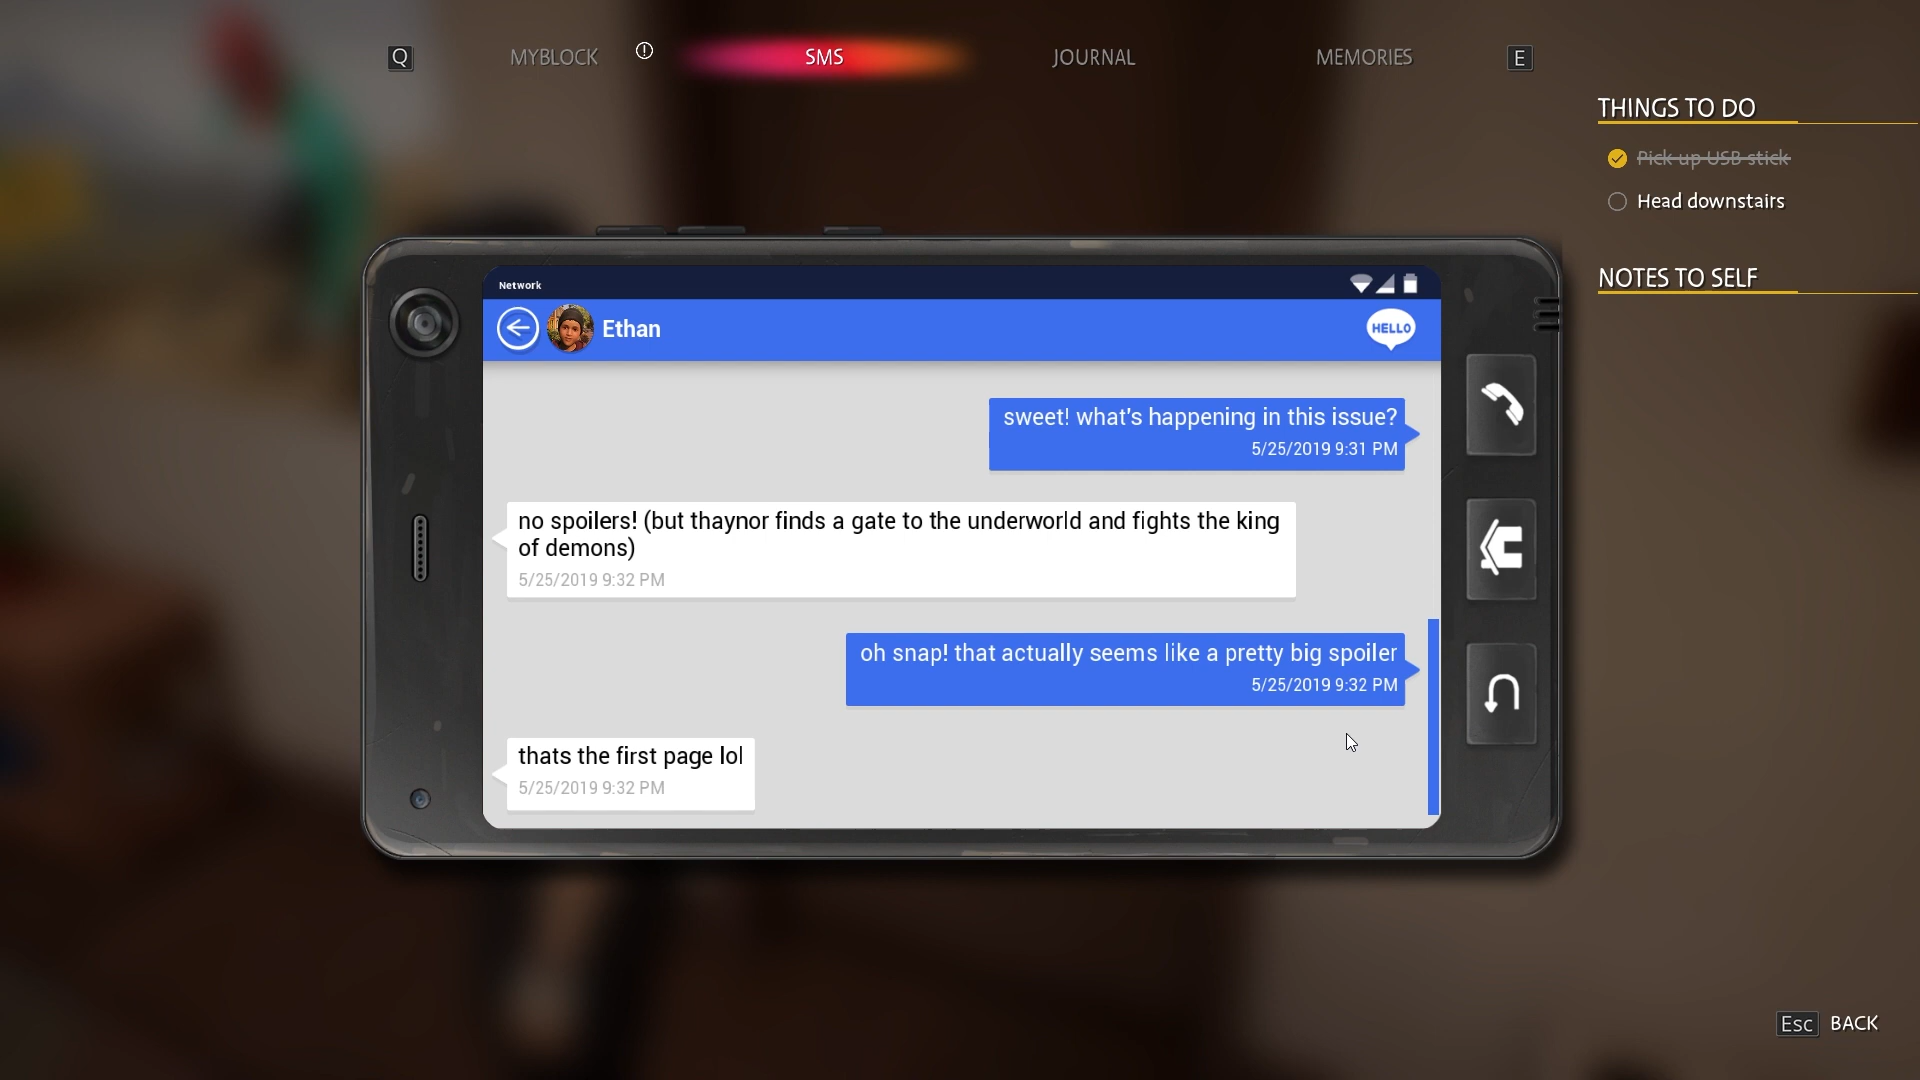 Q
MYBLOCK
SMS
JOURNAL
MEMORIES
E
THINGS TO DO
Pick up USB stick
Head downstairs
NOTES TO SELF
Network
Ethan
HELLO
sweet! what's happening in this issue?
5/25/2019 9:31 PM
no spoilers! (but thaynor finds a gate to the underworld and fights the king
of demons)
5/25/2019 9:32 PM
oh snap! that actually seems like a pretty big spoiler
5/25/2019 9:32 PM
thats the first page lol
5/25/2019 9:32 PM
Esc BACK